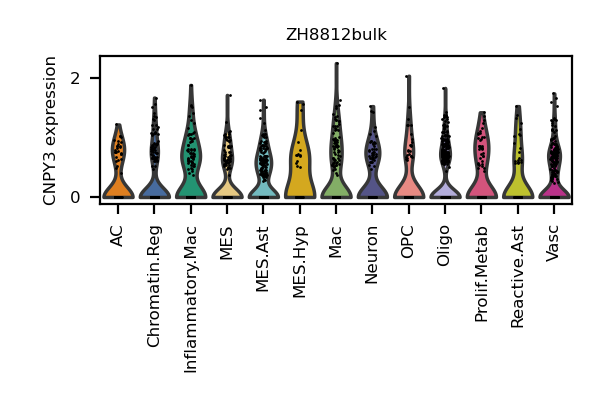 ZH8812bulk
CNPY3 expression
2
0
AC
Chromatin.Reg
Inflammatory.Mac
MES
MES.Ast
MES.Hyp
Mac
Neuron
OPC
Oligo
Prolif.Metab
Reactive.Ast
Vasc